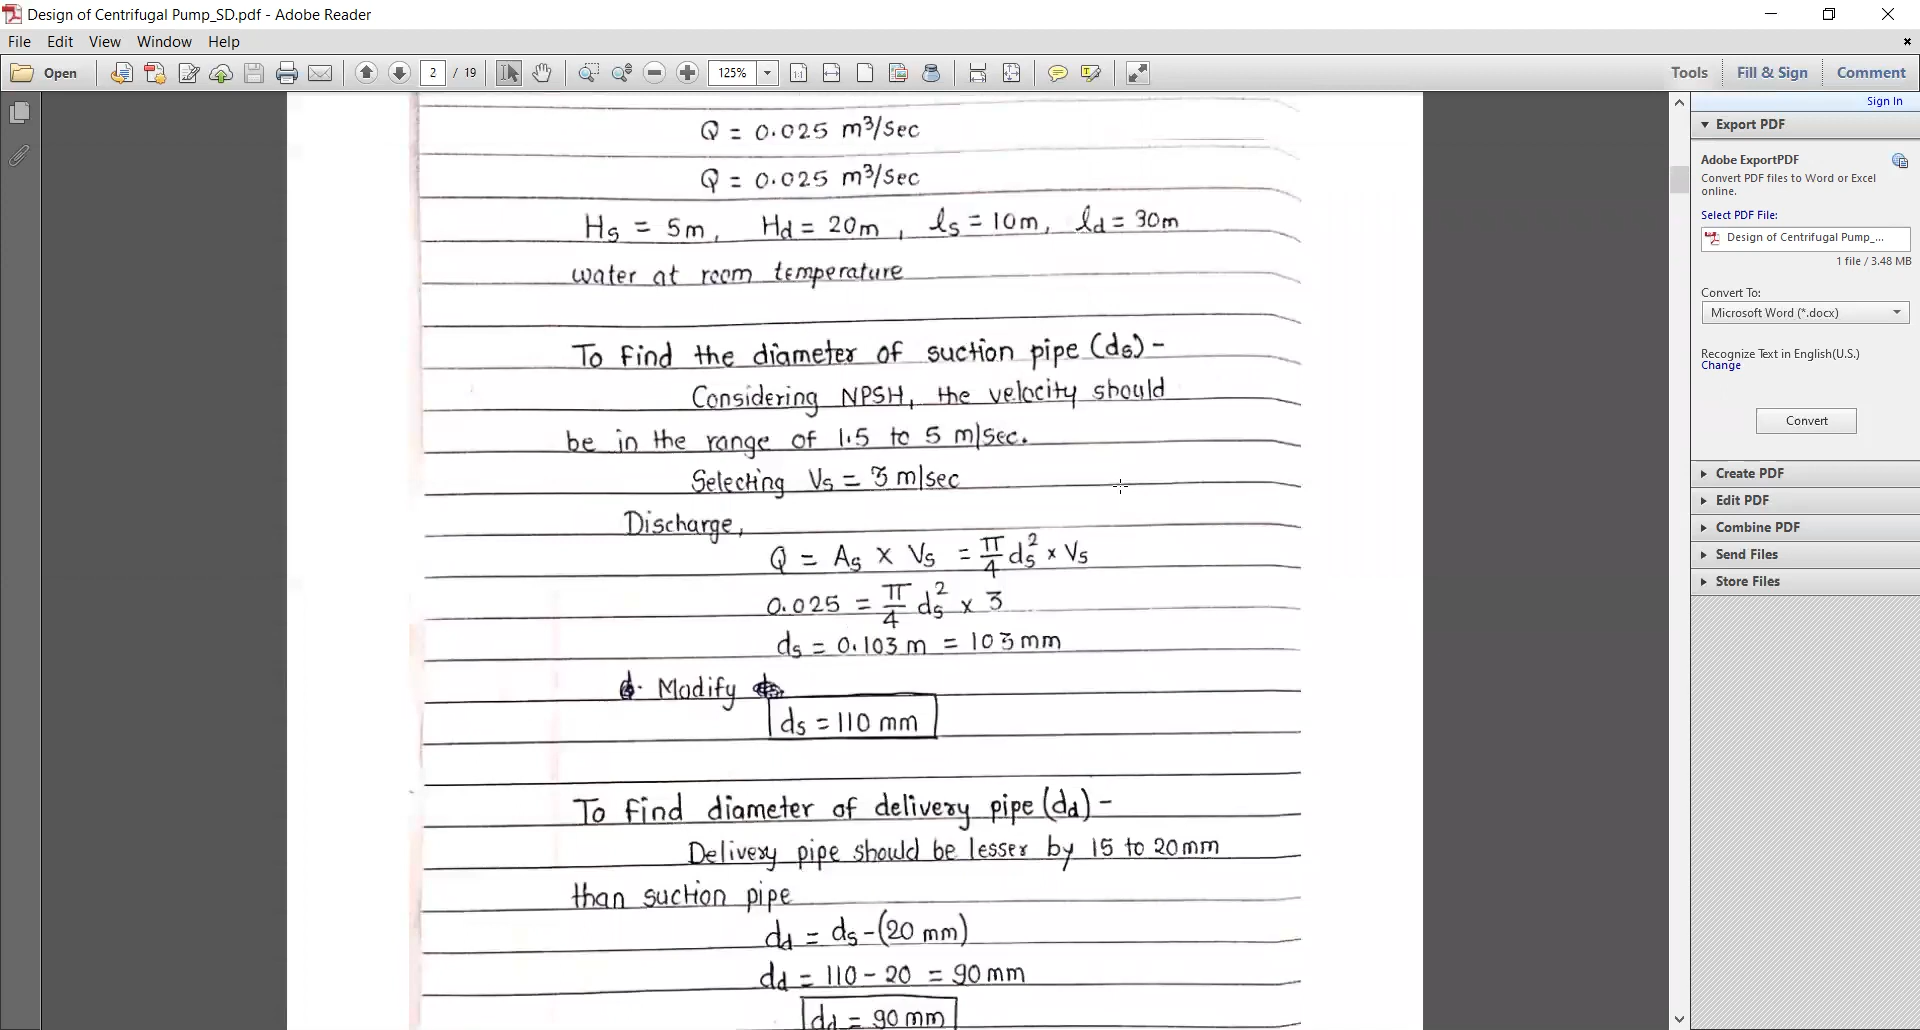 Design of Centrifugal Pump_SD.pdf - Adobe Reader
File Edit View Window Help
Open 2 / 19 125% Tools Fill & Sign Comment
Sign In
Export PDF
Adobe ExportPDF
Convert PDF files to Word or Excel
online.
Select PDF File:
Design of Centrifugal Pump_...
1 file / 3.48 MB
Convert To:
Microsoft Word (*.docx)
Recognize Text in English(U.S.)
Change
Convert
Create PDF
Edit PDF
Combine PDF
Send Files
Store Files
Q = 0.025 m³/sec
Q = 0.025 m³/sec
Hs = 5m, Hd = 20m, ls = 10m, ld = 30m
water at room temperature
To find the diameter of suction pipe (ds) -
Considering NPSH, the velocity should
be in the range of 1.5 to 5 m/sec.
Selecting Vs = 3 m/sec
Discharge,
Q = As × Vs = π/4 ds² × Vs
0.025 = π/4 ds² × 3
ds = 0.103 m = 103 mm
Modify
ds = 110 mm
To find diameter of delivery pipe (dd) -
Delivery pipe should be lesser by 15 to 20mm
than suction pipe
dd = ds - (20 mm)
dd = 110 - 20 = 90 mm
dd = 90 mm